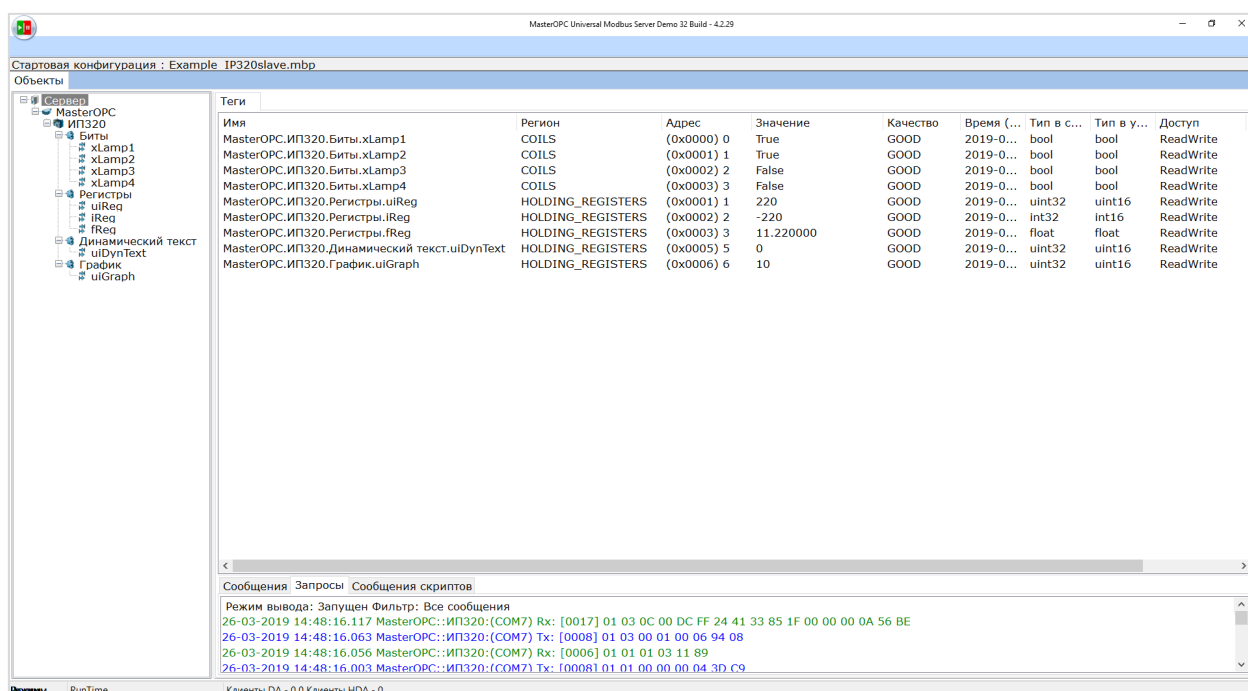 MasterOPC Universal Modbus Server Demo 32 Build - 4.2.29
Стартовая конфигурация : Example_IP320slave.mbp
Объекты
Сервер
MasterOPC
ИП320
Биты
xLamp1
xLamp2
xLamp3
xLamp4
Регистры
uiReg
iReg
fReg
Динамический текст
uiDynText
График
uiGraph
Теги
Имя Регион Адрес Значение Качество Время (... Тип в с... Тип в у... Доступ
MasterOPC.ИП320.Биты.xLamp1 COILS (0x0000) 0 True GOOD 2019-0... bool bool ReadWrite
MasterOPC.ИП320.Биты.xLamp2 COILS (0x0001) 1 True GOOD 2019-0... bool bool ReadWrite
MasterOPC.ИП320.Биты.xLamp3 COILS (0x0002) 2 False GOOD 2019-0... bool bool ReadWrite
MasterOPC.ИП320.Биты.xLamp4 COILS (0x0003) 3 False GOOD 2019-0... bool bool ReadWrite
MasterOPC.ИП320.Регистры.uiReg HOLDING_REGISTERS (0x0001) 1 220 GOOD 2019-0... uint32 uint16 ReadWrite
MasterOPC.ИП320.Регистры.iReg HOLDING_REGISTERS (0x0002) 2 -220 GOOD 2019-0... int32 int16 ReadWrite
MasterOPC.ИП320.Регистры.fReg HOLDING_REGISTERS (0x0003) 3 11.220000 GOOD 2019-0... float float ReadWrite
MasterOPC.ИП320.Динамический текст.uiDynText HOLDING_REGISTERS (0x0005) 5 0 GOOD 2019-0... uint32 uint16 ReadWrite
MasterOPC.ИП320.График.uiGraph HOLDING_REGISTERS (0x0006) 6 10 GOOD 2019-0... uint32 uint16 ReadWrite
Сообщения Запросы Сообщения скриптов
Режим вывода: Запущен Фильтр: Все сообщения
26-03-2019 14:48:16.117 MasterOPC::ИП320:(COM7) Rx: [0017] 01 03 0C 00 DC FF 24 41 33 85 1F 00 00 00 0A 56 BE
26-03-2019 14:48:16.063 MasterOPC::ИП320:(COM7) Tx: [0008] 01 03 00 01 00 06 94 08
26-03-2019 14:48:16.056 MasterOPC::ИП320:(COM7) Rx: [0006] 01 01 01 03 11 89
26-03-2019 14:48:16.003 MasterOPC::ИП320:(COM7) Tx: [0008] 01 01 00 00 00 04 3D C9
RunTime Клиенты DA - 0,0 Клиенты HDA - 0